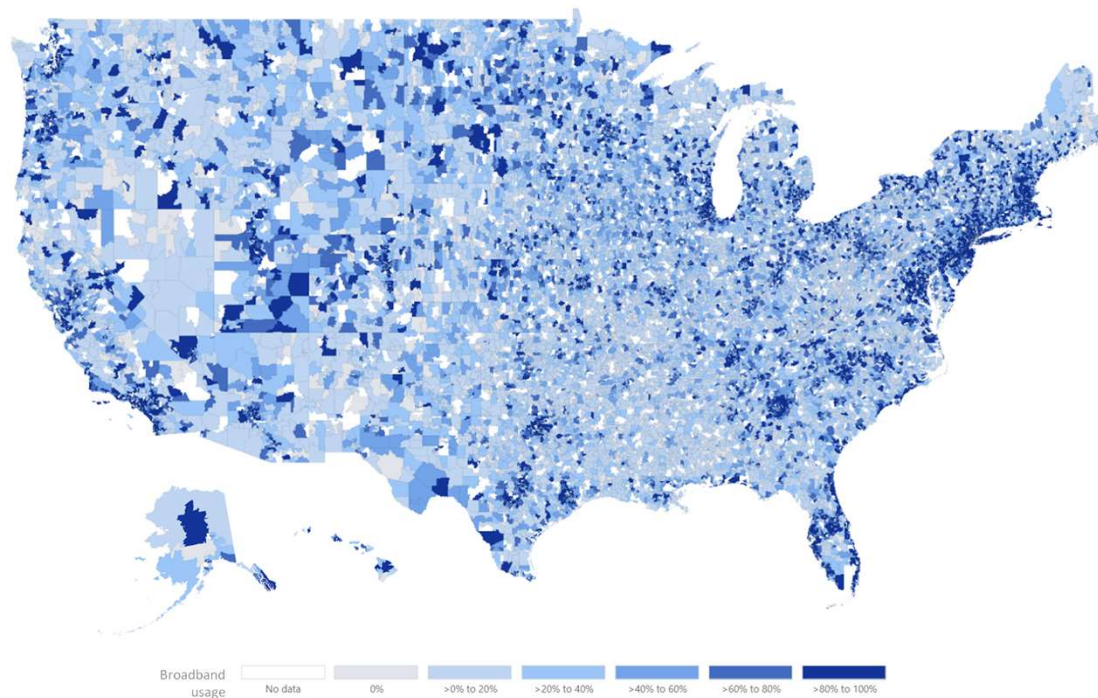 Broadband
usage
No data
0%
>0% to 20%
>20% to 40%
>40% to 60%
>60% to 80%
>80% to 100%